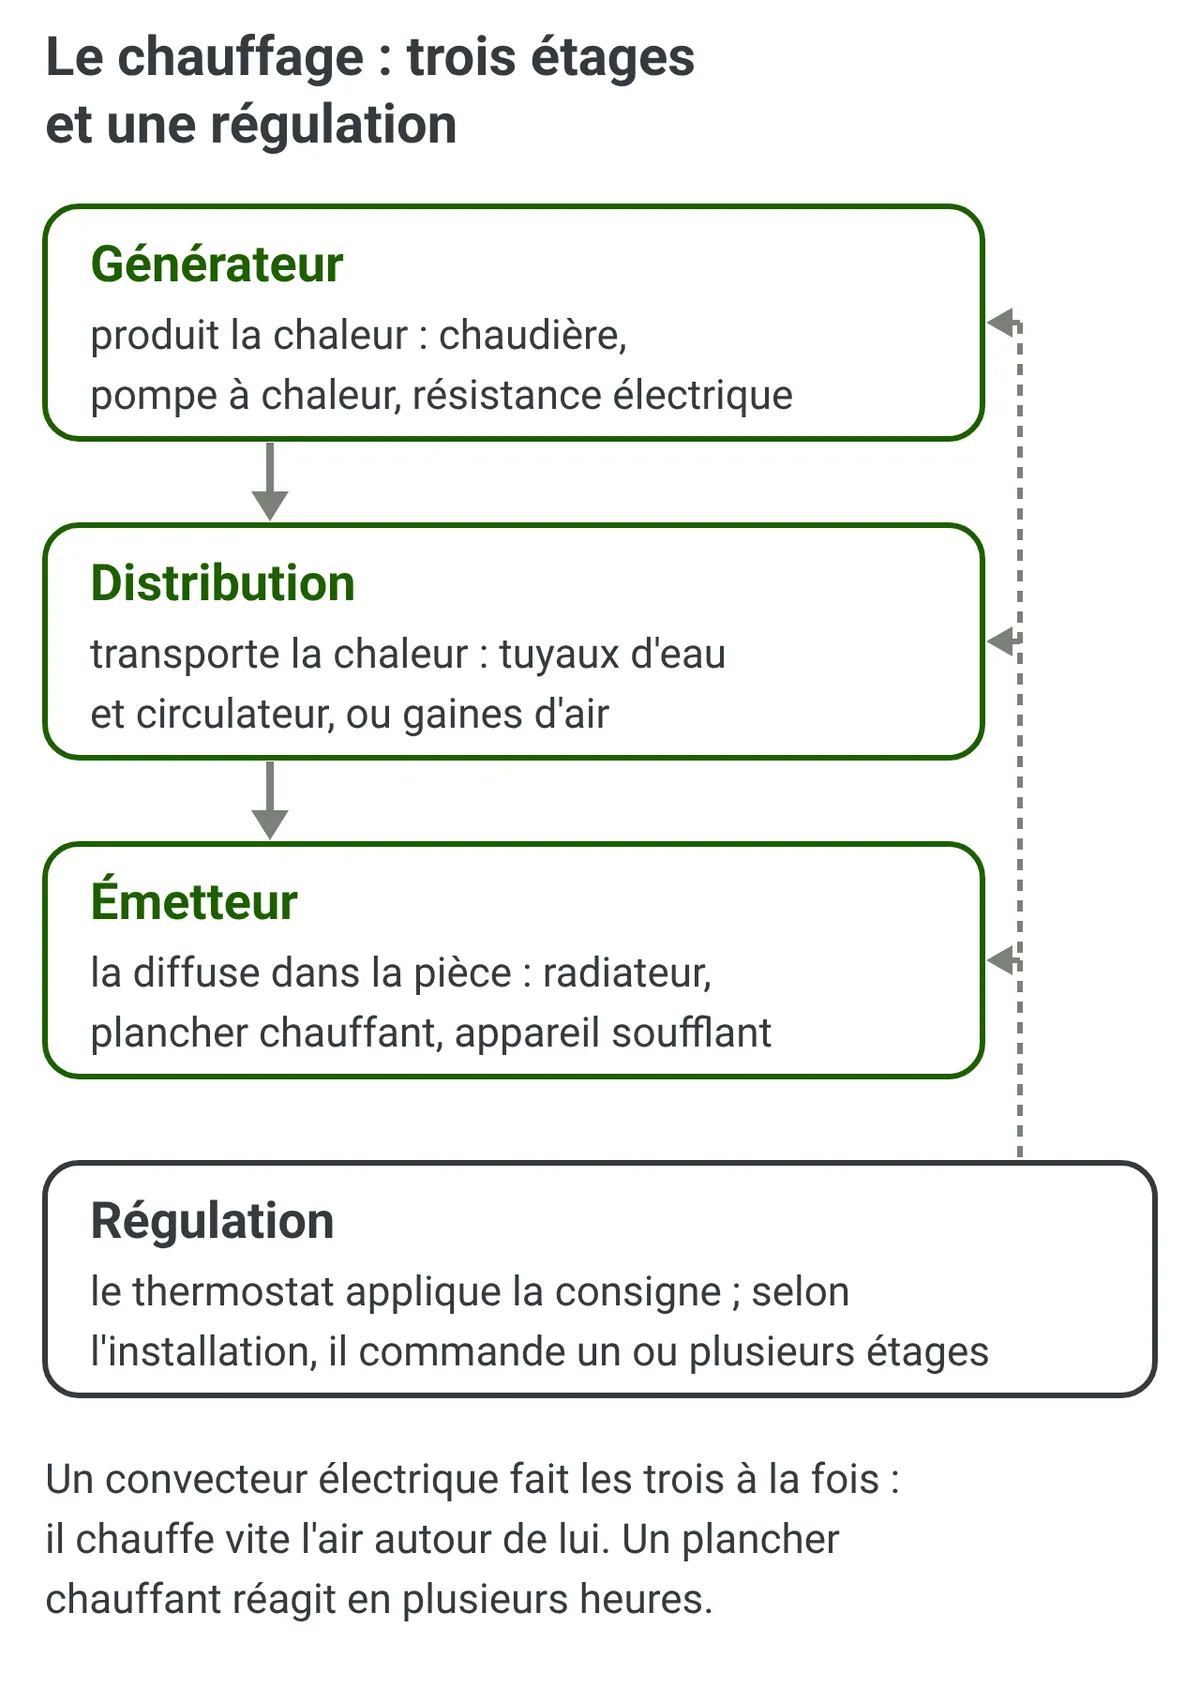 Le chauffage : trois étages
et une régulation
Générateur
produit la chaleur : chaudière,
pompe à chaleur, résistance électrique
Distribution
transporte la chaleur : tuyaux d'eau
et circulateur, ou gaines d'air
Émetteur
la diffuse dans la pièce : radiateur,
plancher chauffant, appareil soufflant
Régulation
le thermostat applique la consigne ; selon
l'installation, il commande un ou plusieurs étages
Un convecteur électrique fait les trois à la fois :
il chauffe vite l'air autour de lui. Un plancher
chauffant réagit en plusieurs heures.